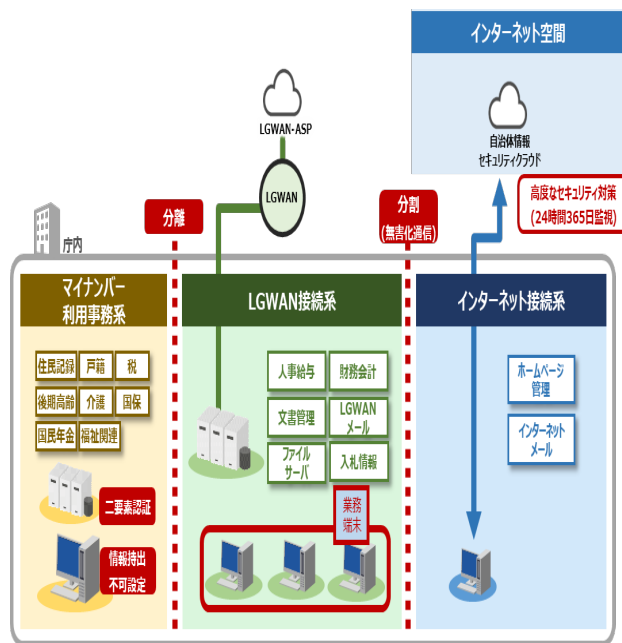 インターネット空間
LGWAN-ASP
自治体情報
セキュリティクラウド
LGWAN
高度なセキュリティ対策
(24時間365日監視)
分離
分割
(無害化通信)
庁内
マイナンバー
利用事務系
LGWAN接続系
インターネット接続系
住民記録
戸籍
税
後期高齢
介護
国保
国民年金
福祉関連
二要素認証
情報持出
不可設定
人事給与
財務会計
文書管理
LGWAN
メール
ファイル
サーバ
入札情報
業務
端末
ホームページ
管理
インターネット
メール